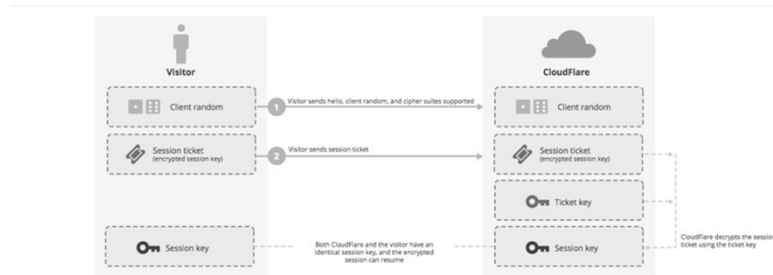 Visitor
CloudFlare
Client random
1
Visitor sends hello, client random, and cipher suites supported
Client random
Session ticket
(encrypted session key)
2
Visitor sends session ticket
Session ticket
(encrypted session key)
Ticket key
Session key
Both CloudFlare and the visitor have an
identical session key, and the encrypted
session can resume
Session key
CloudFlare decrypts the session
ticket using the ticket key